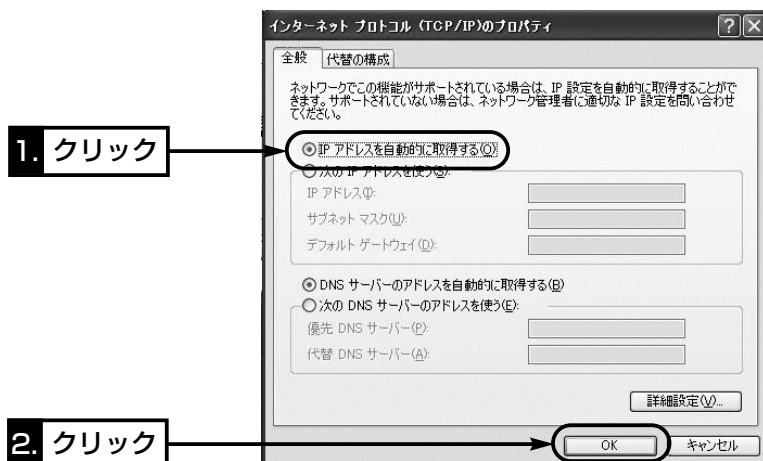 インターネット プロトコル (TCP/IP)のプロパティ
全般
代替の構成
ネットワークでこの機能がサポートされている場合は、IP 設定を自動的に取得することがで
きます。サポートされていない場合は、ネットワーク管理者に適切な IP 設定を問い合わせ
てください。
1. クリック
IP アドレスを自動的に取得する(O)
次の IP アドレスを使う(S):
IP アドレス(I):
サブネット マスク(U):
デフォルト ゲートウェイ(D):
DNS サーバーのアドレスを自動的に取得する(B)
次の DNS サーバーのアドレスを使う(E):
優先 DNS サーバー(P):
代替 DNS サーバー(A):
詳細設定(V)...
2. クリック
OK
キャンセル